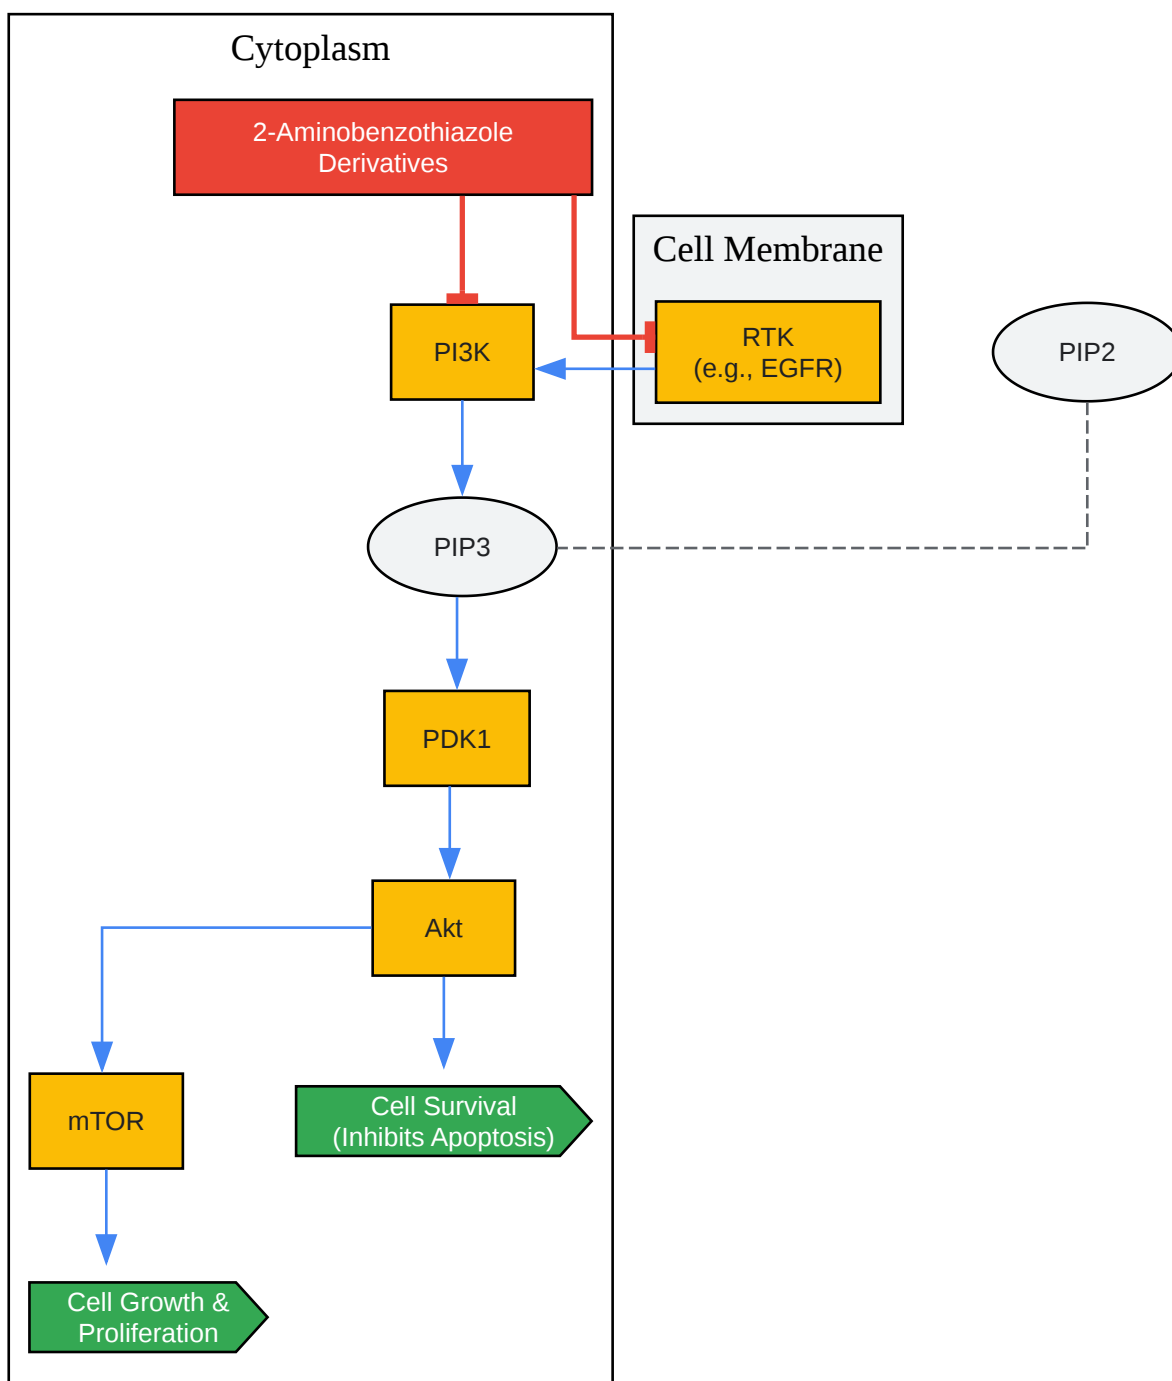 Cytoplasm
2-Aminobenzothiazole
Derivatives
Cell Membrane
PI3K
RTK
(e.g., EGFR)
PIP2
PIP3
PDK1
Akt
mTOR
Cell Survival
(Inhibits Apoptosis)
Cell Growth &
Proliferation